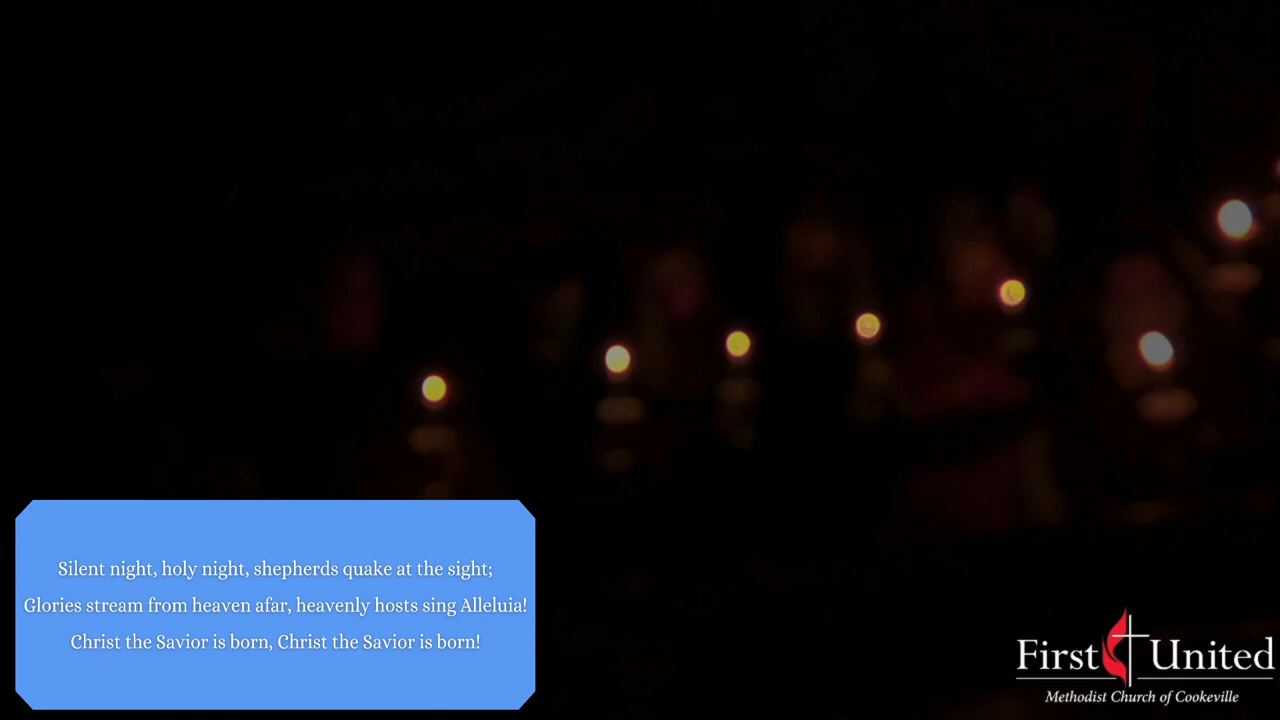 Silent night, holy night, shepherds quake at the sight;
Glories stream from heaven afar, heavenly hosts sing Alleluia!
Christ the Savior is born, Christ the Savior is born!
First United
Methodist Church of Cookeville